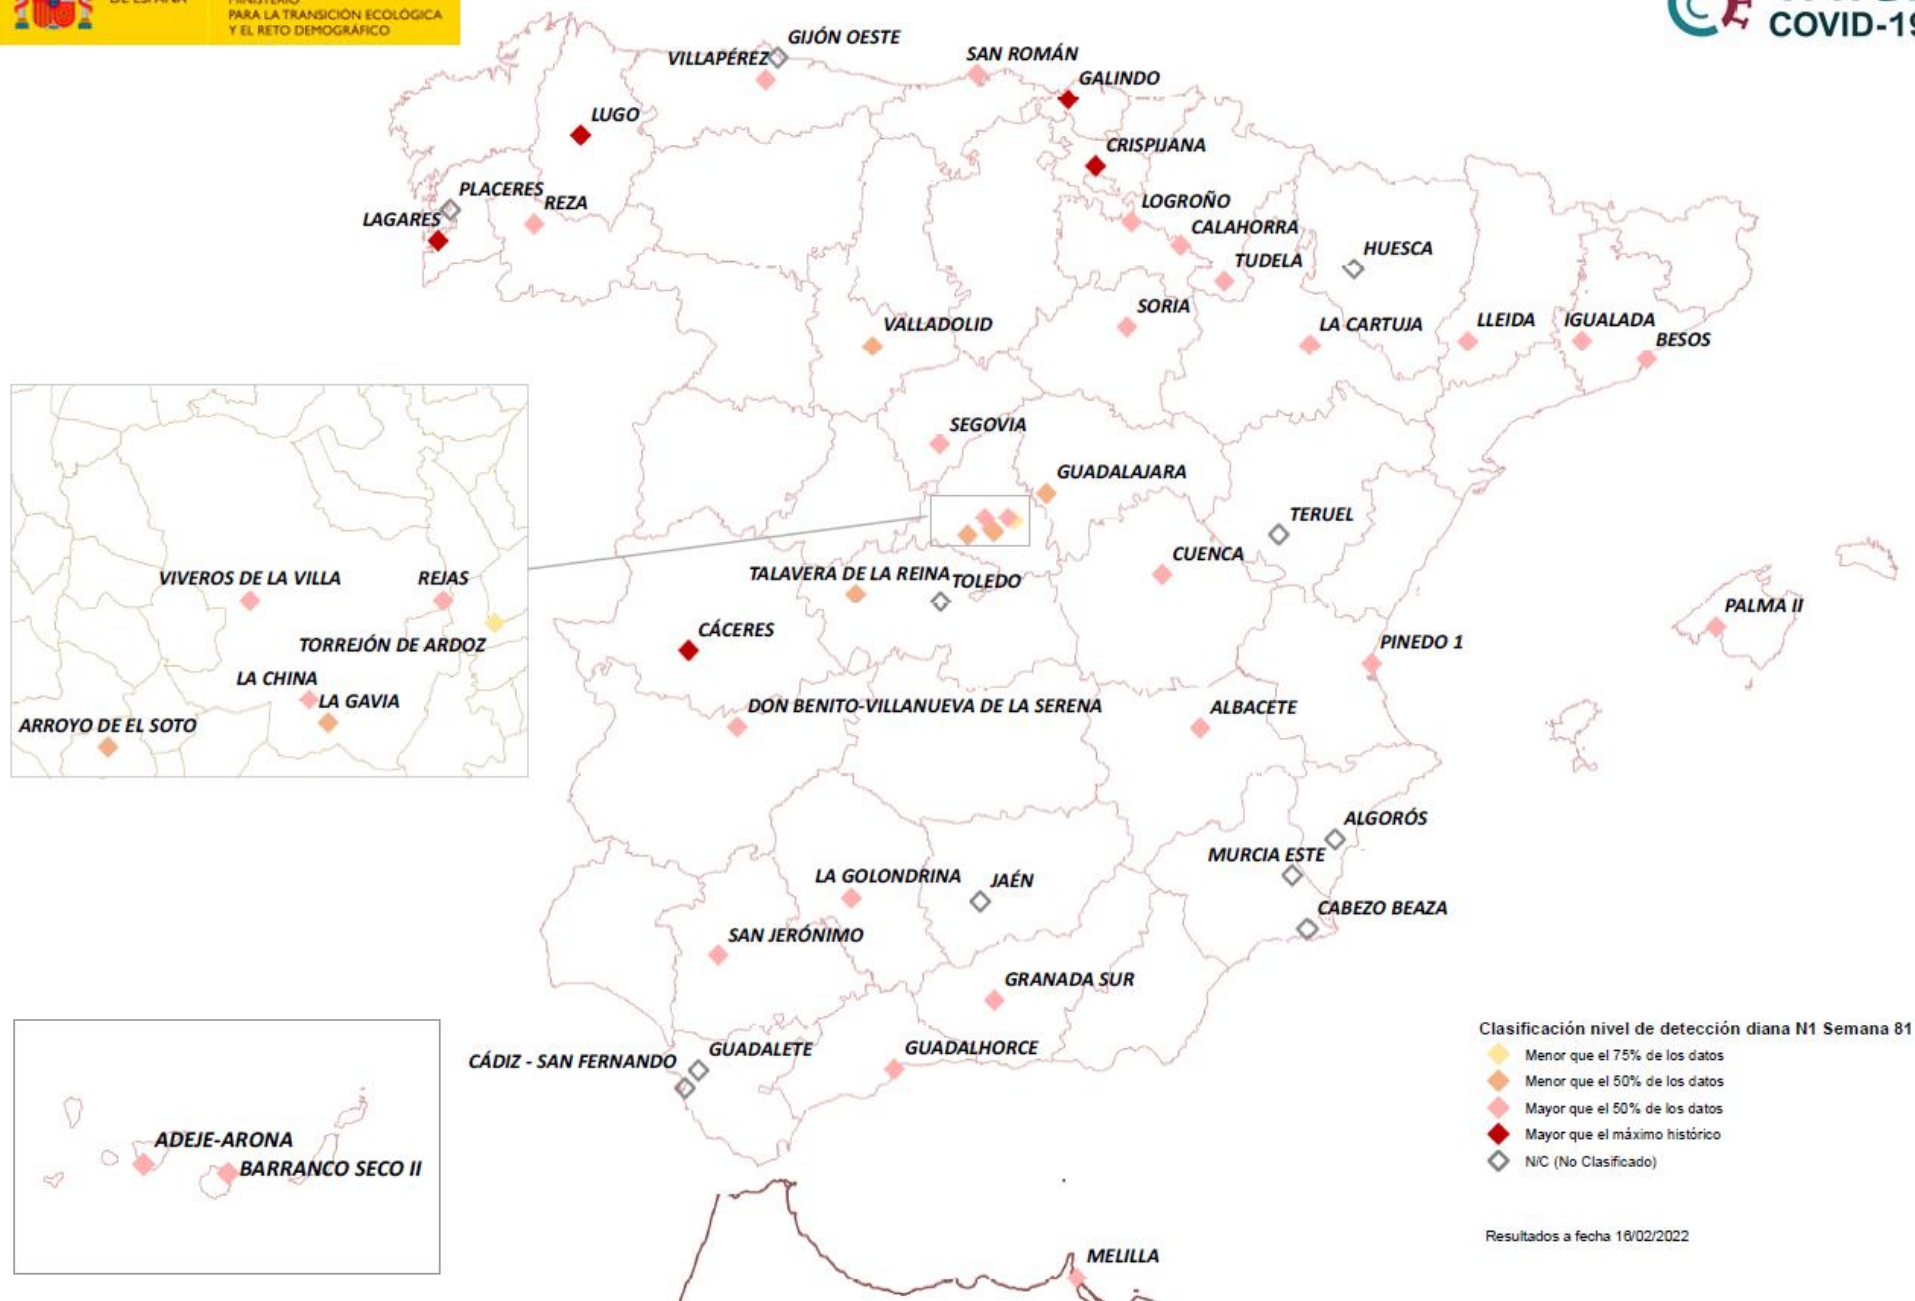 PARA LA TRANSICIÓN ECOLÓGICA
Y EL RETO DEMOGRÁFICO
COVID-19
GIJÓN OESTE
VILLAPÉREZ
SAN ROMÁN
GALINDO
LUGO
CRISPIJANA
PLACERES
REZA
LAGARES
LOGROÑO
CALAHORRA
TUDELA
HUESCA
SORIA
VALLADOLID
LA CARTUJA
LLEIDA
IGUALADA
BESOS
SEGOVIA
GUADALAJARA
TERUEL
CUENCA
TALAVERA DE LA REINA
TOLEDO
VIVEROS DE LA VILLA
REJAS
TORREJÓN DE ARDOZ
LA CHINA
LA GAVIA
ARROYO DE EL SOTO
PALMA II
CÁCERES
PINEDO 1
DON BENITO-VILLANUEVA DE LA SERENA
ALBACETE
ALGORÓS
MURCIA ESTE
LA GOLONDRINA
JAÉN
CABEZO BEAZA
SAN JERÓNIMO
GRANADA SUR
CÁDIZ - SAN FERNANDO
GUADALETE
GUADALHORCE
Clasificación nivel de detección diana N1 Semana 81
Menor que el 75% de los datos
Menor que el 50% de los datos
Mayor que el 50% de los datos
Mayor que el máximo histórico
N/C (No Clasificado)
ADEJE-ARONA
BARRANCO SECO II
Resultados a fecha 16/02/2022
MELILLA